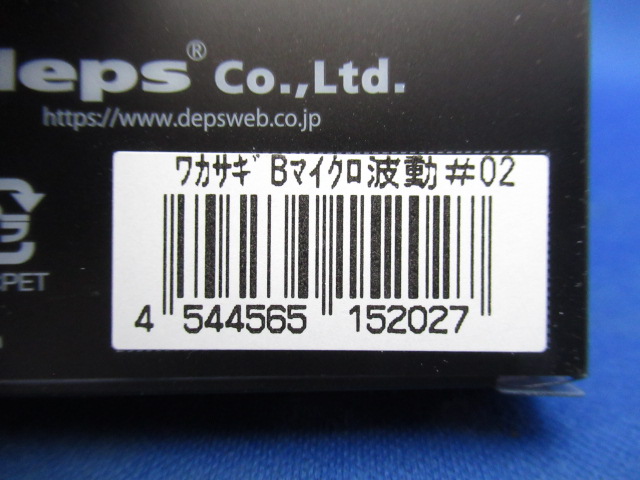 deps® Co.,Ltd.
https://www.depsweb.co.jp
ﾜｶｻｷﾞBﾏｲｸﾛ波動#02
4 544565 152027
PET